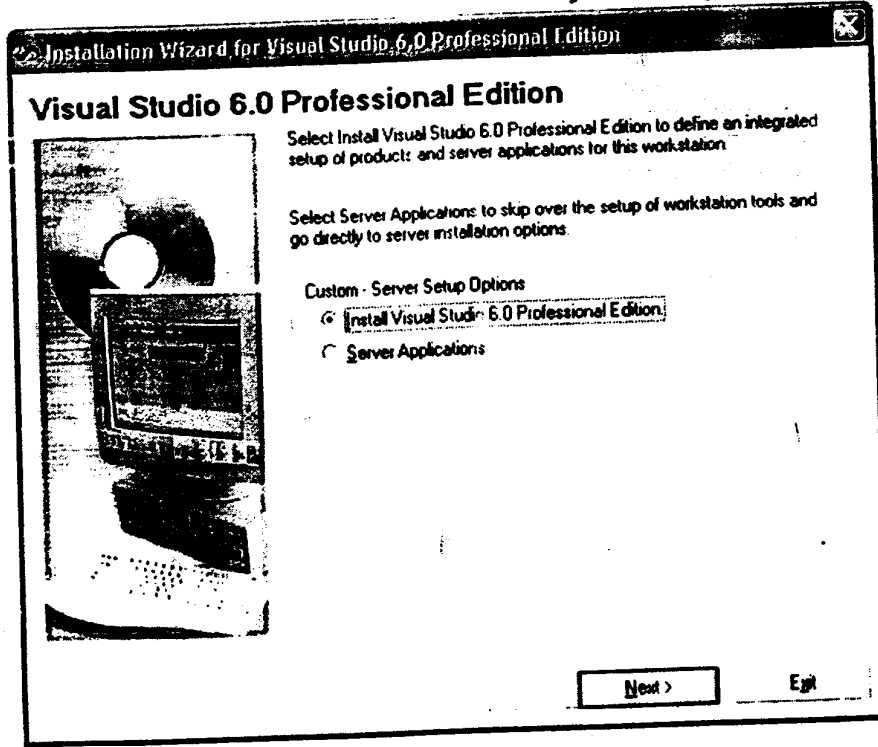 Installation Wizard for Visual Studio 6.0 Professional Edition
Visual Studio 6.0 Professional Edition
Select Install Visual Studio 6.0 Professional Edition to define an integrated
setup of products and server applications for this workstation.
Select Server Applications to skip over the setup of workstation tools and
go directly to server installation options.
Custom - Server Setup Options
Install Visual Studio 6.0 Professional Edition
Server Applications
Next >
Exit